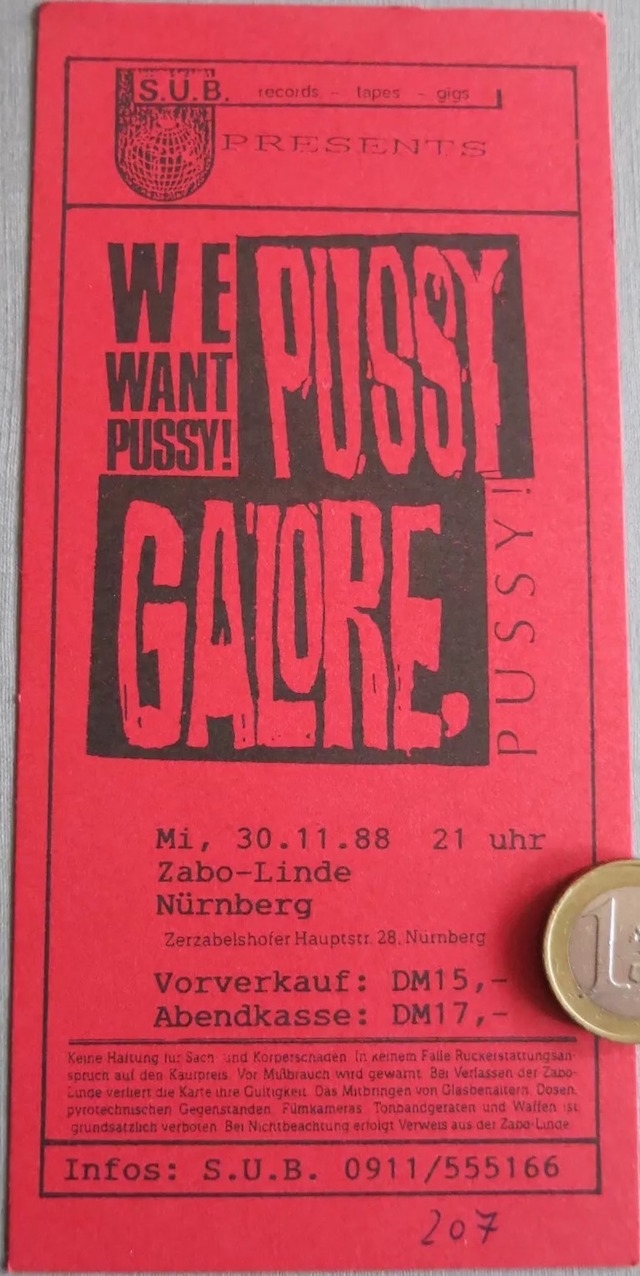 S.U.B. records - tapes - gigs
PRESENTS
WE
WANT
PUSSY!
PUSSY
GALORE,
PUSSY!
Mi, 30.11.88 21 uhr
Zabo-Linde
Nürnberg
Zerzabelshofer Hauptstr. 28, Nürnberg
Vorverkauf: DM15,-
Abendkasse: DM17,-
Keine Haftung für Sach- und Körperschäden. In keinem Falle Rückerstattungsan-
spruch auf den Kaufpreis. Vor Mißbrauch wird gewarnt. Bei Verlassen der Zabo-
Linde verliert die Karte ihre Gültigkeit. Das Mitbringen von Glasbehältern, Dosen,
pyrotechnischen Gegenständen, Filmkameras, Tonbandgeräten und Waffen ist
grundsätzlich verboten. Bei Nichtbeachtung erfolgt Verweis aus der Zabo-Linde.
Infos: S.U.B. 0911/555166
207
1